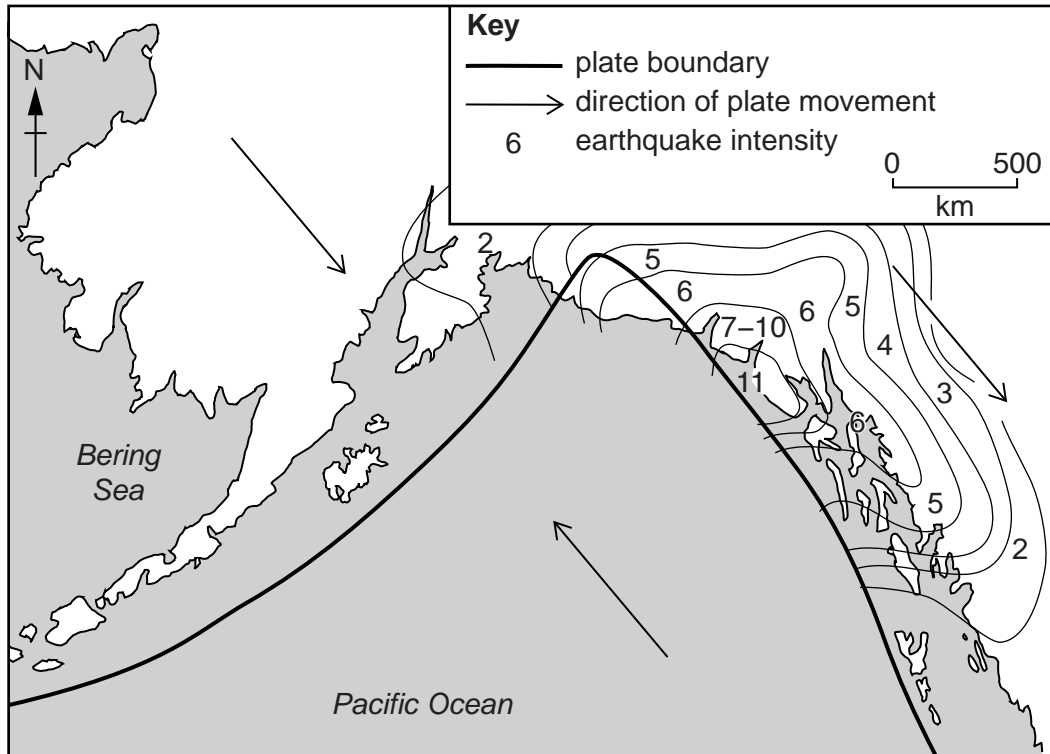 Key
plate boundary
direction of plate movement
6 earthquake intensity
0 500
km
N
2
5
6
6
5
7–10
4
11
3
6
Bering
Sea
5
2
Pacific Ocean